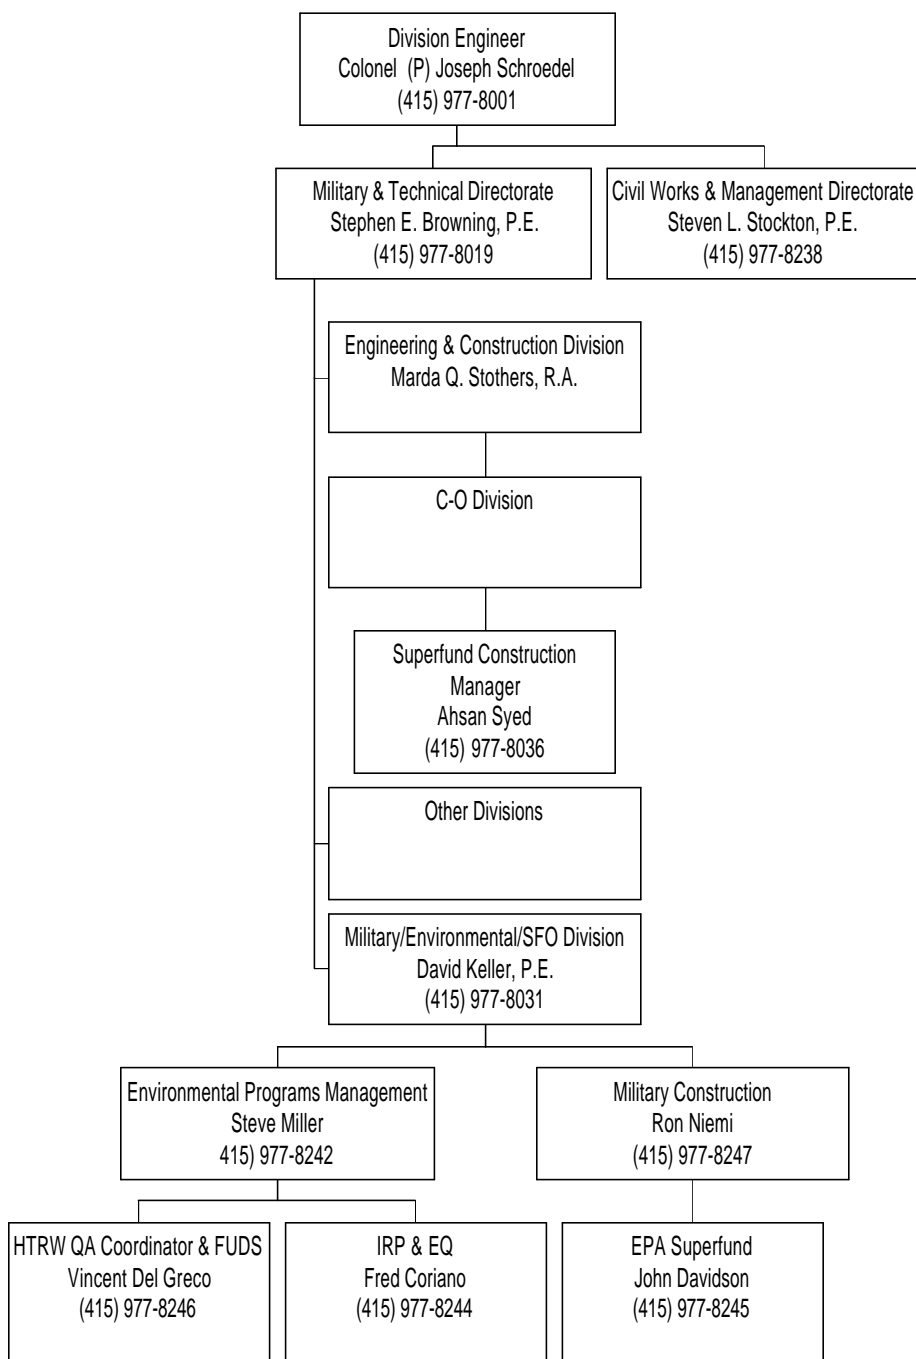 Division Engineer
Colonel (P) Joseph Schroedel
(415) 977-8001
Military & Technical Directorate
Stephen E. Browning, P.E.
(415) 977-8019
Civil Works & Management Directorate
Steven L. Stockton, P.E.
(415) 977-8238
Engineering & Construction Division
Marda Q. Stothers, R.A.
C-O Division
Superfund Construction
Manager
Ahsan Syed
(415) 977-8036
Other Divisions
Military/Environmental/SFO Division
David Keller, P.E.
(415) 977-8031
Environmental Programs Management
Steve Miller
415) 977-8242
Military Construction
Ron Niemi
(415) 977-8247
HTRW QA Coordinator & FUDS
Vincent Del Greco
(415) 977-8246
IRP & EQ
Fred Coriano
(415) 977-8244
EPA Superfund
John Davidson
(415) 977-8245